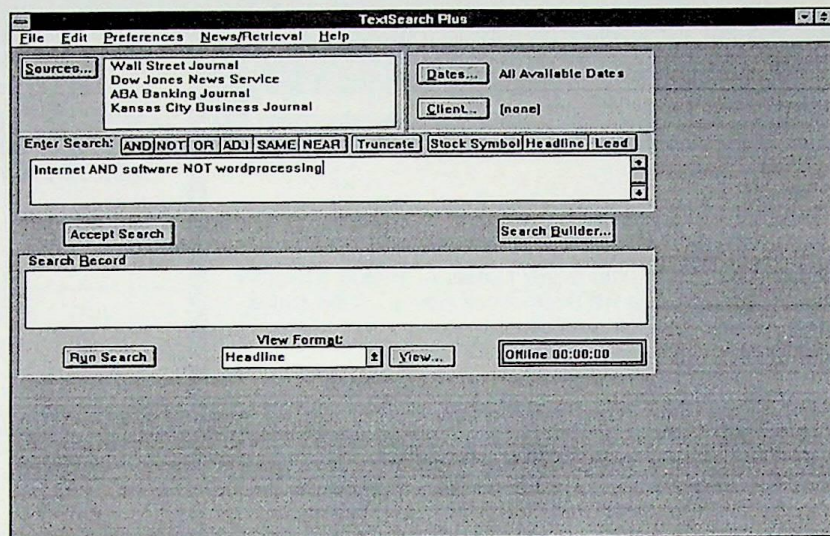 TextSearch Plus
File Edit Preferences News/Retrieval Help
Sources...
Wall Street Journal
Dow Jones News Service
ABA Banking Journal
Kansas City Business Journal
Dates... All Available Dates
Client... (none)
Enter Search: AND NOT OR ADJ SAME NEAR Truncate Stock Symbol Headline Lead
Internet AND software NOT wordprocessing
Accept Search Search Builder...
Search Record
View Format:
Run Search Headline View... Offline 00:00:00